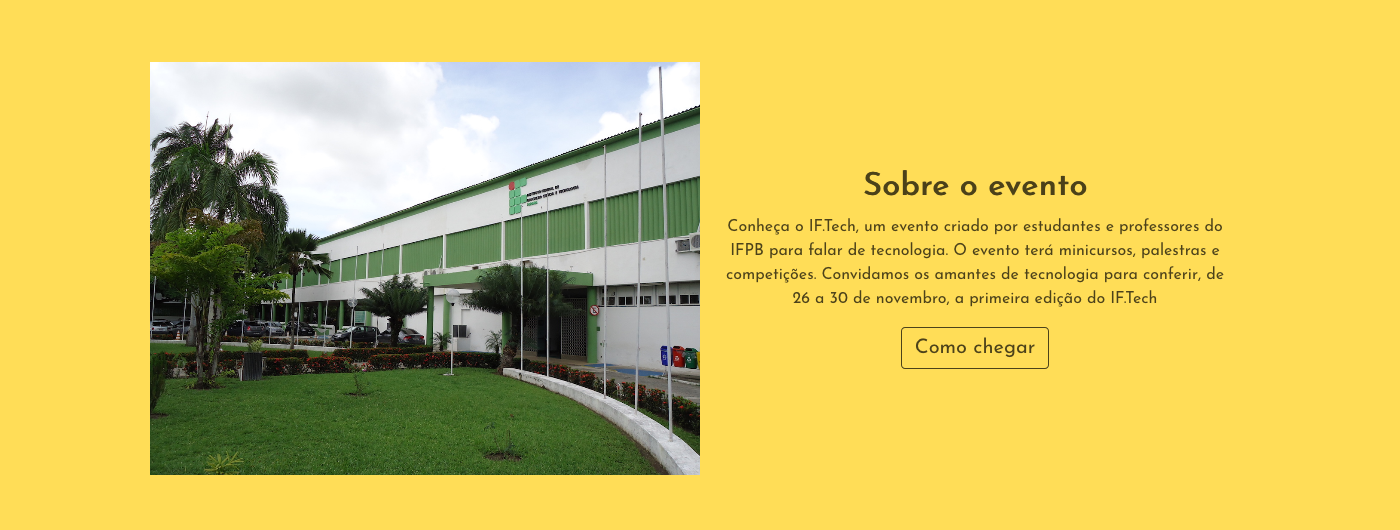 Sobre o evento
Conheça o IF.Tech, um evento criado por estudantes e professores do
IFPB para falar de tecnologia. O evento terá minicursos, palestras e
competições. Convidamos os amantes de tecnologia para conferir, de
26 a 30 de novembro, a primeira edição do IF.Tech
Como chegar